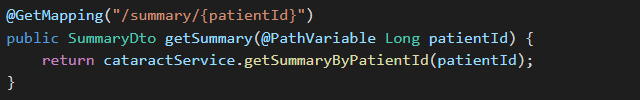 @GetMapping("/summary/{patientId}")
public SummaryDto getSummary(@PathVariable Long patientId) {
    return cataractService.getSummaryByPatientId(patientId);
}